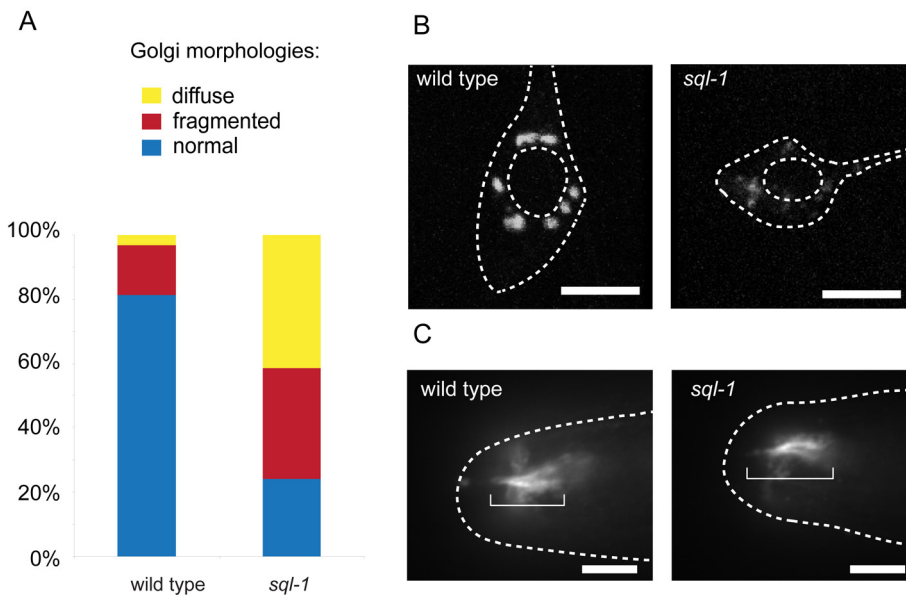 A
Golgi morphologies:
diffuse
fragmented
normal
100%
80%
60%
40%
20%
0%
wild type
sql-1
B
wild type
sql-1
C
wild type
sql-1